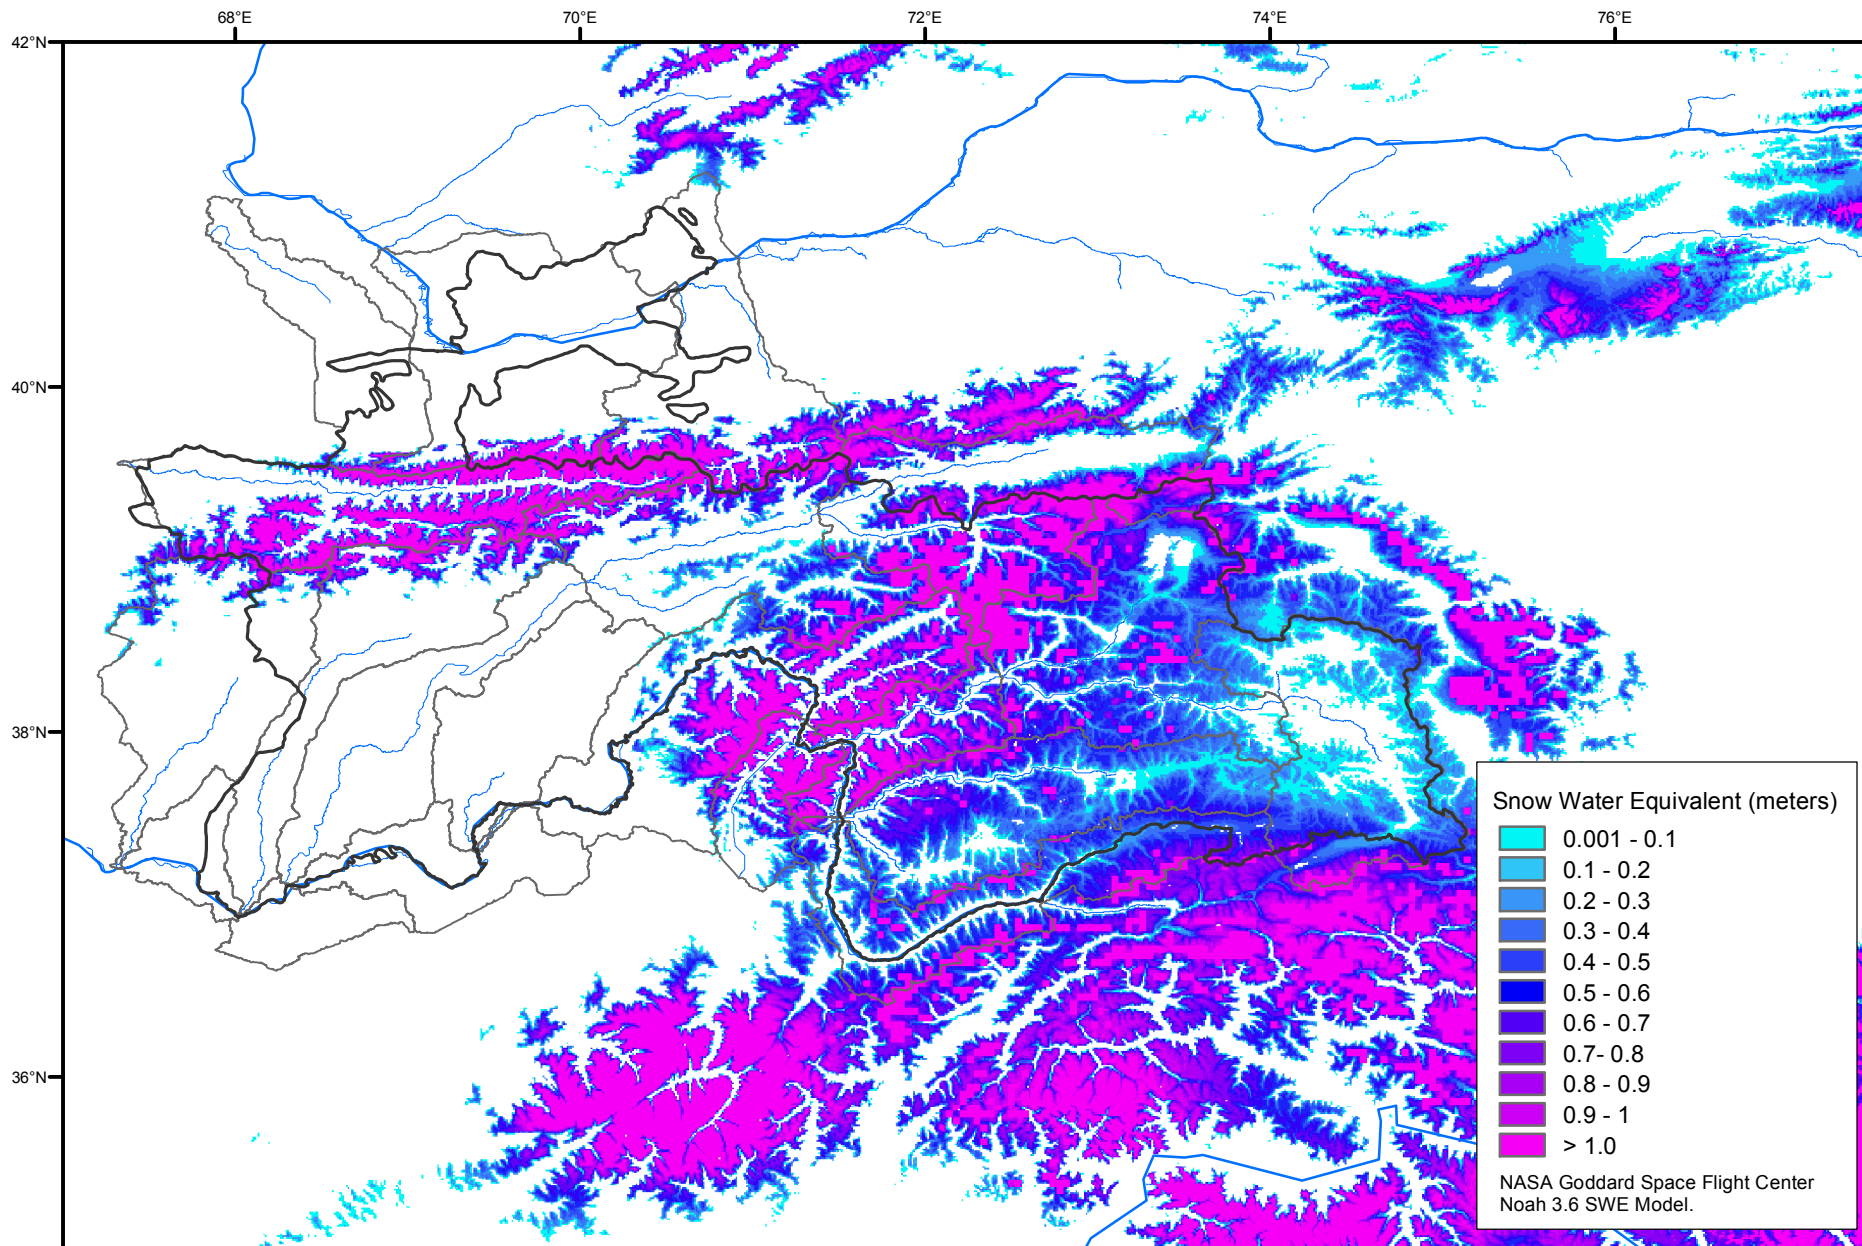 68°E 70°E 72°E 74°E 76°E
42°N
40°N
38°N
36°N
Snow Water Equivalent (meters)
0.001 - 0.1
0.1 - 0.2
0.2 - 0.3
0.3 - 0.4
0.4 - 0.5
0.5 - 0.6
0.6 - 0.7
0.7- 0.8
0.8 - 0.9
0.9 - 1
> 1.0
NASA Goddard Space Flight Center
Noah 3.6 SWE Model.